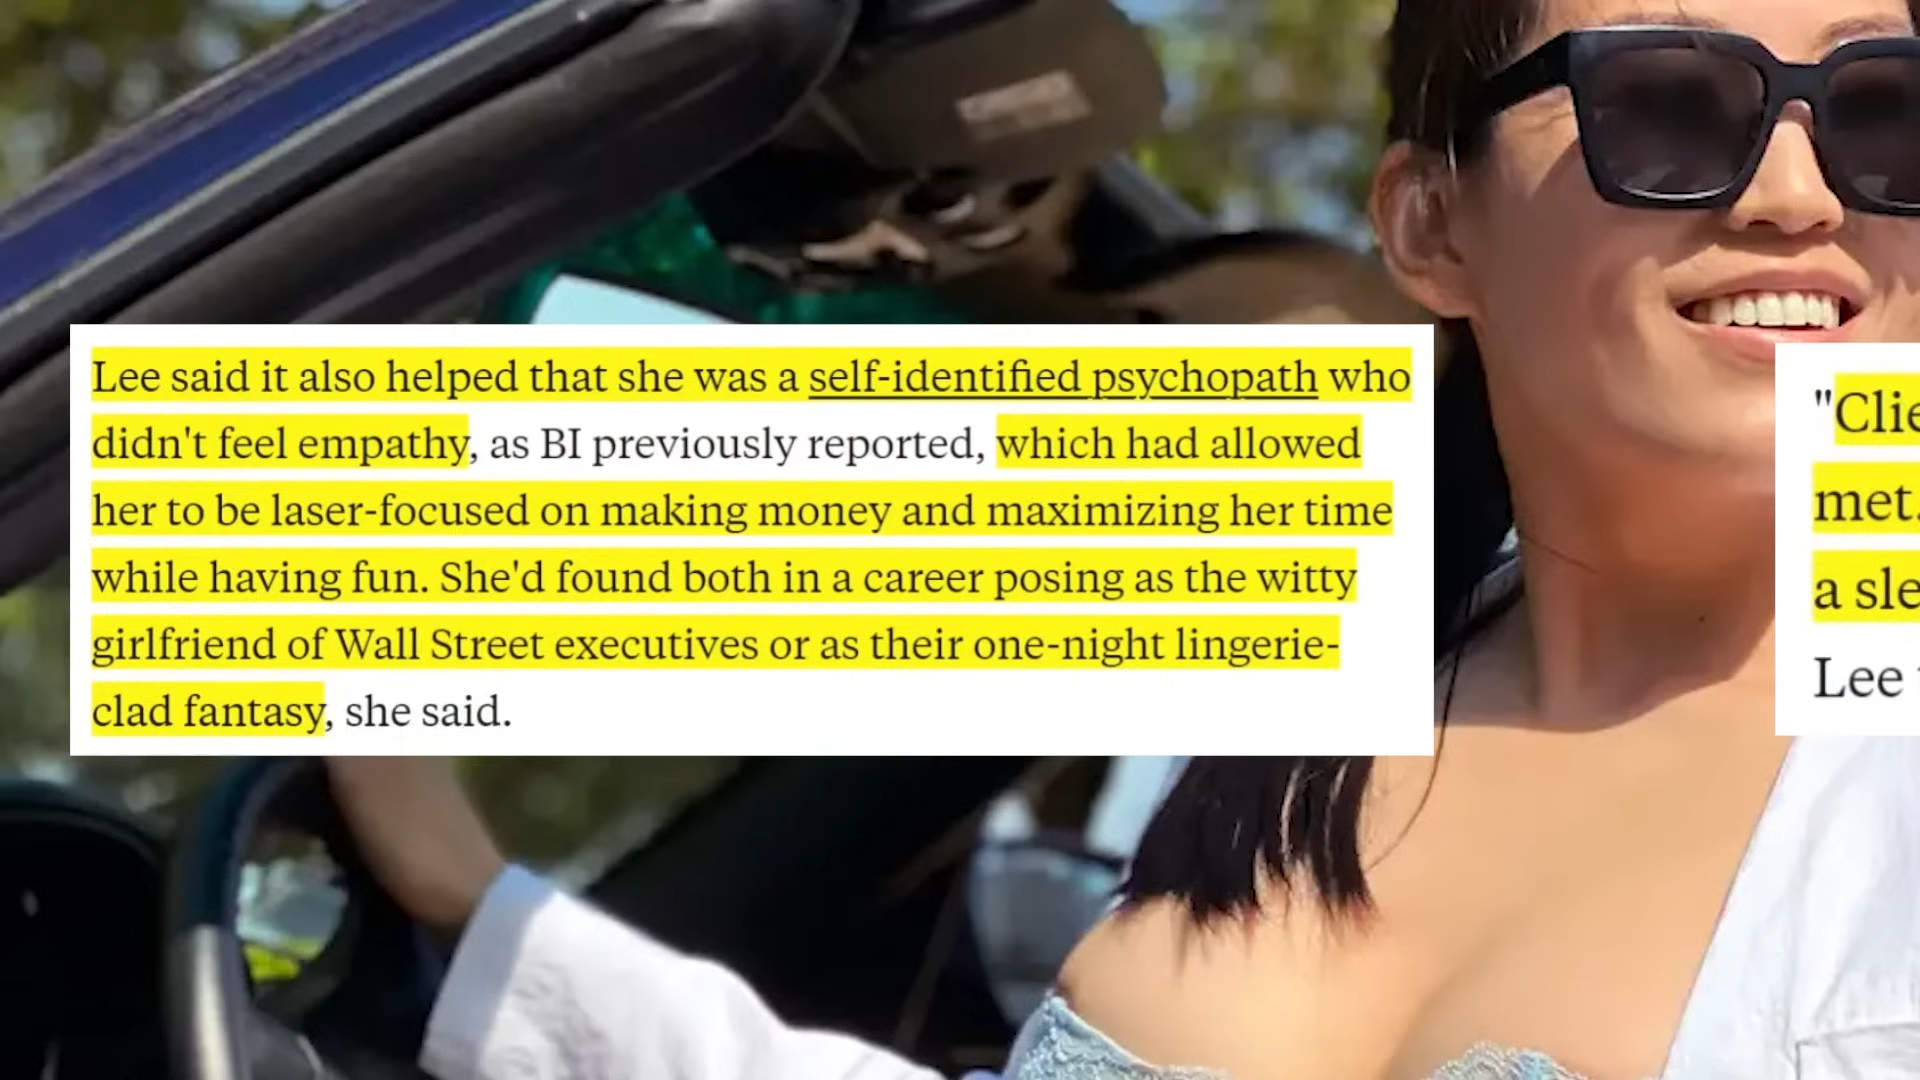 Lee said it also helped that she was a self-identified psychopath who
didn't feel empathy, as BI previously reported, which had allowed
her to be laser-focused on making money and maximizing her time
while having fun. She'd found both in a career posing as the witty
girlfriend of Wall Street executives or as their one-night lingerie-
clad fantasy, she said.
met.
a
Lee